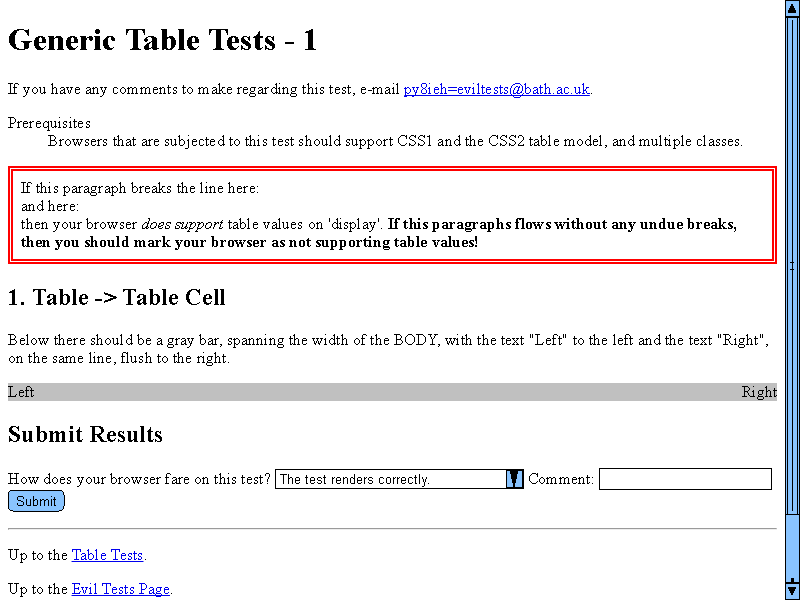 Generic Table Tests - 1
If you have any comments to make regarding this test, e-mail py8ieh=eviltests@bath.ac.uk.
Prerequisites
Browsers that are subjected to this test should support CSS1 and the CSS2 table model, and multiple classes.
If this paragraph breaks the line here:
and here:
then your browser does support table values on 'display'. If this paragraphs flows without any undue breaks,
then you should mark your browser as not supporting table values!
1. Table -> Table Cell
Below there should be a gray bar, spanning the width of the BODY, with the text "Left" to the left and the text "Right",
on the same line, flush to the right.
Left Right
Submit Results
How does your browser fare on this test? The test renders correctly. Comment:
Submit
Up to the Table Tests.
Up to the Evil Tests Page.